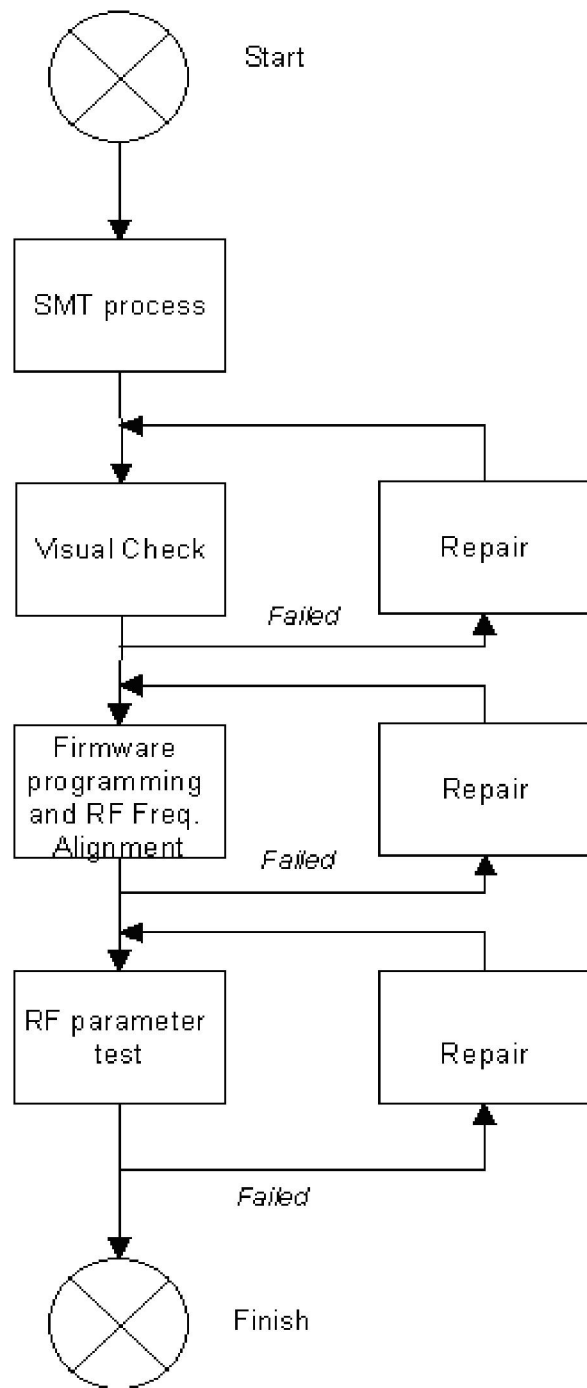 Start
SMT process
Visual Check
Repair
Failed
Firmware
programming
and RF Freq.
Alignment
Repair
Failed
RF parameter
test
Repair
Failed
Finish